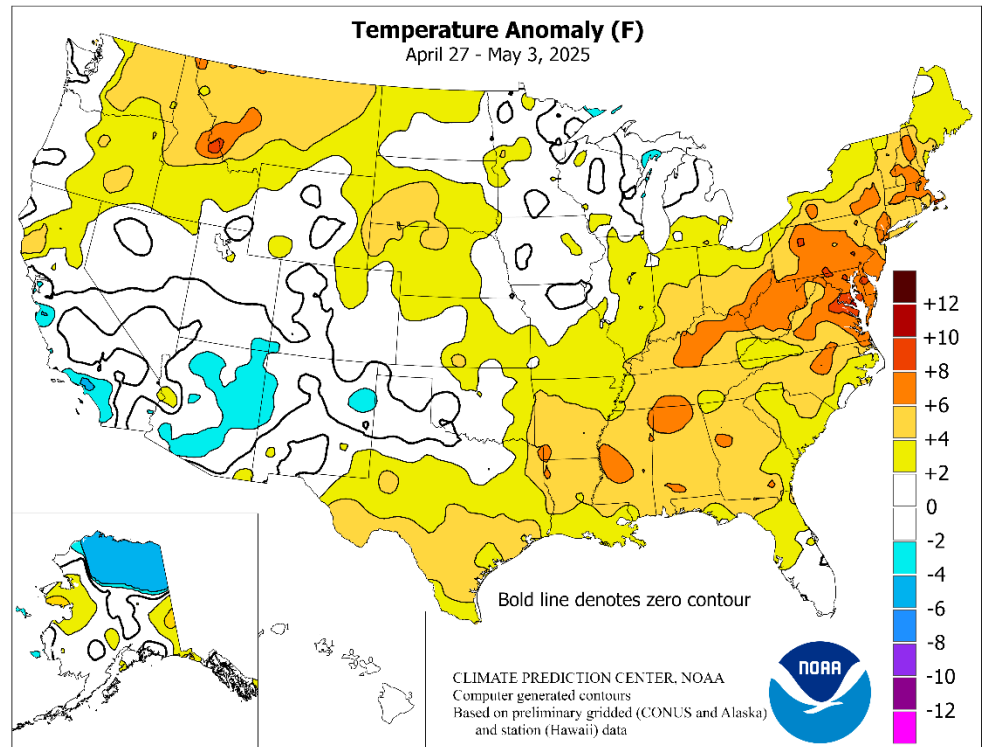 Temperature Anomaly (F)
April 27 - May 3, 2025
+12
+10
+8
+6
+4
+2
0
-2
-4
-6
-8
-10
-12
Bold line denotes zero contour
CLIMATE PREDICTION CENTER, NOAA
Computer generated contours
Based on preliminary gridded (CONUS and Alaska)
and station (Hawaii) data
NOAA